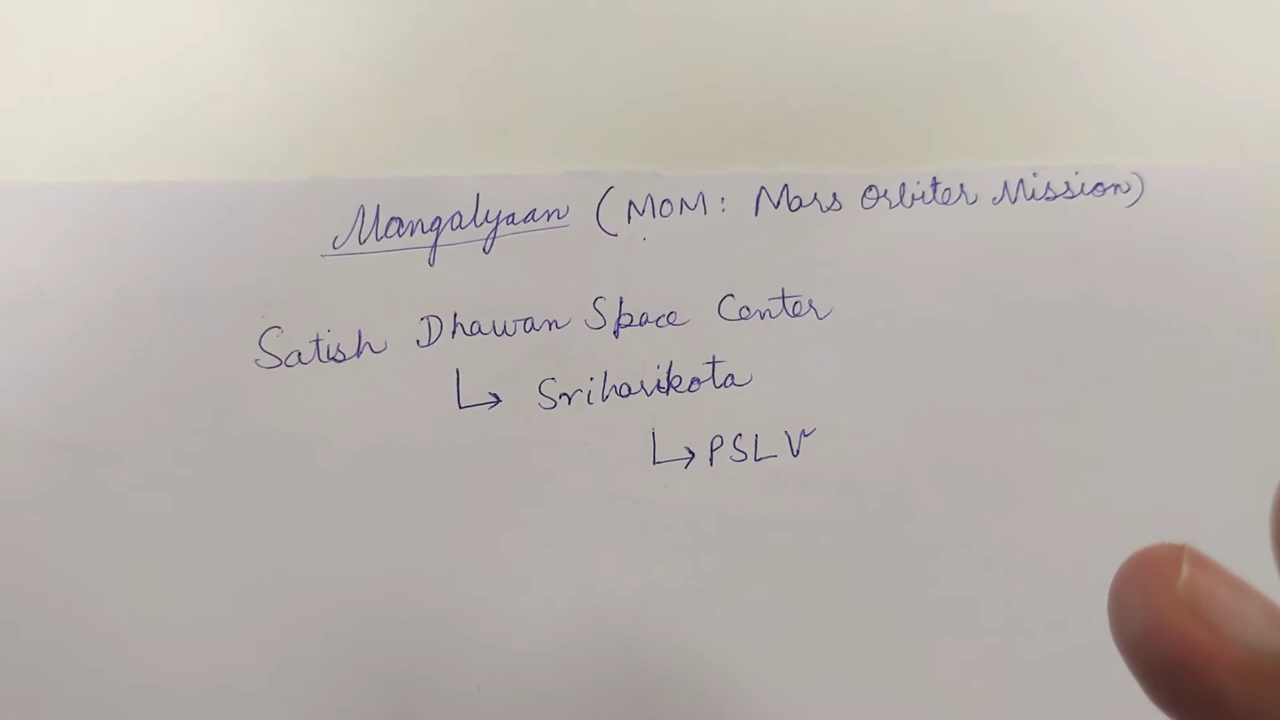 Mangalyaan (MOM: Mars Orbiter Mission)
Satish Dhawan Space Center
↳ Sriharikota
↳ PSLV